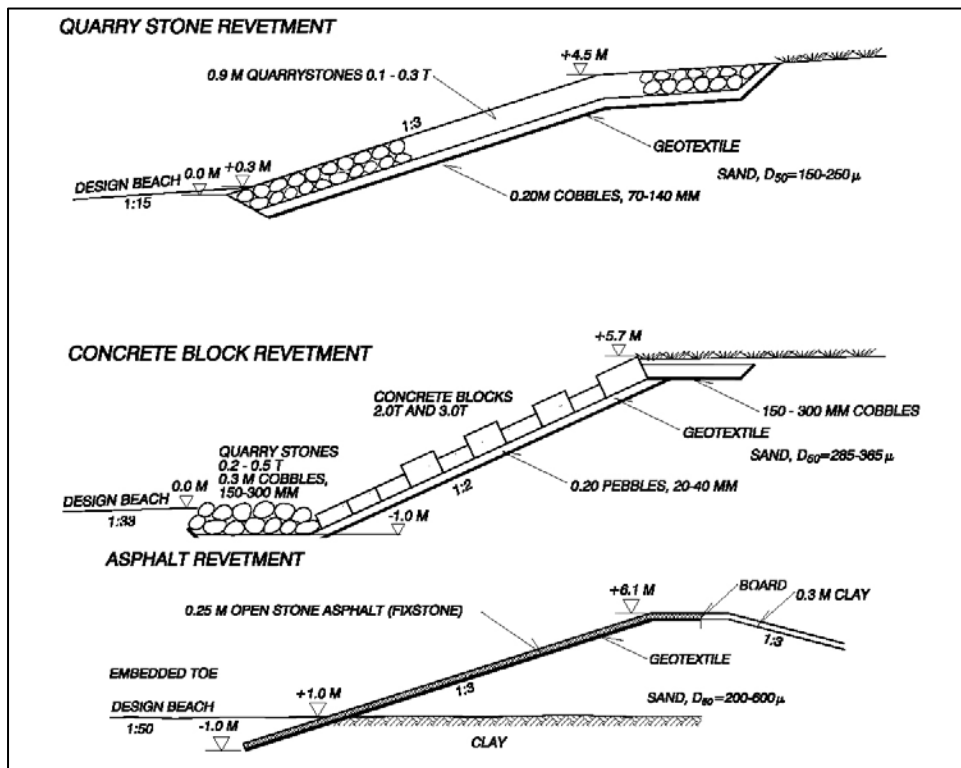 QUARRY STONE REVETMENT
+4.5 M
0.9 M QUARRYSTONES 0.1 - 0.3 T
1:3
GEOTEXTILE
0.0 M
+0.3 M
DESIGN BEACH
1:15
SAND, D50=150-250μ
0.20M COBBLES, 70-140 MM
+5.7 M
CONCRETE BLOCK REVETMENT
CONCRETE BLOCKS
2.0T AND 3.0T
150 - 300 MM COBBLES
GEOTEXTILE
QUARRY STONES
0.2 - 0.5 T
0.3 M COBBLES,
150-300 MM
SAND, D50=285-365μ
0.0 M
1:2
0.20 PEBBLES, 20-40 MM
DESIGN BEACH
1:33
-1.0 M
ASPHALT REVETMENT
BOARD
+6.1 M
0.3 M CLAY
0.25 M OPEN STONE ASPHALT (FIXSTONE)
1:3
GEOTEXTILE
EMBEDDED TOE
1:3
+1.0 M
SAND, D50=200-600μ
DESIGN BEACH
1:50
-1.0 M
CLAY